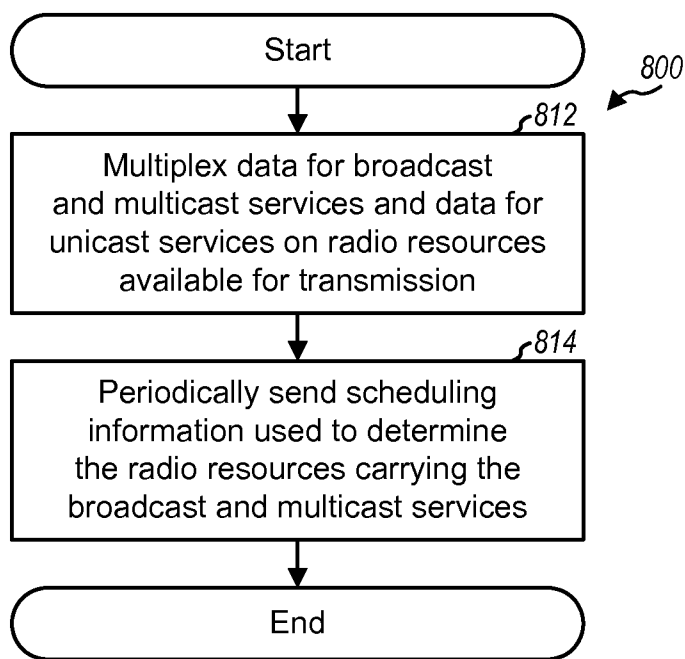 Start
800
812
Multiplex data for broadcast
and multicast services and data for
unicast services on radio resources
available for transmission
814
Periodically send scheduling
information used to determine
the radio resources carrying the
broadcast and multicast services
End